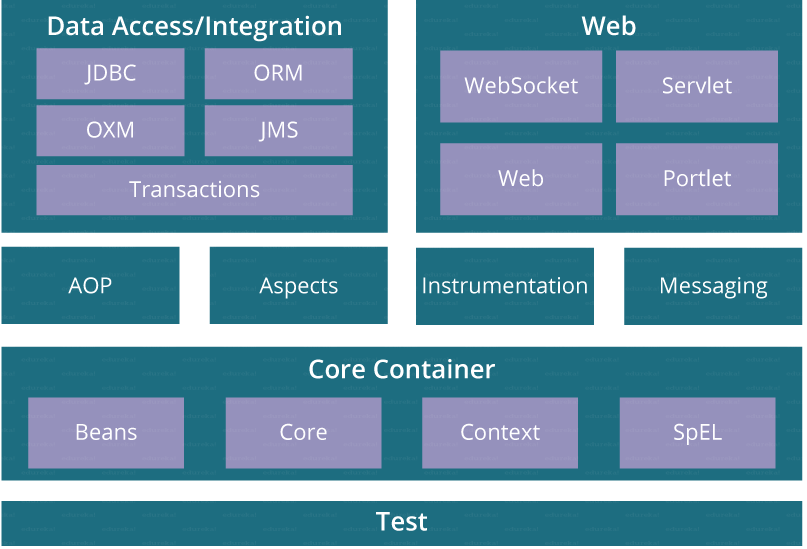 Data Access/Integration
JDBC
ORM
OXM
JMS
Transactions
Web
WebSocket
Servlet
Web
Portlet
AOP
Aspects
Instrumentation
Messaging
Core Container
Beans
Core
Context
SpEL
Test